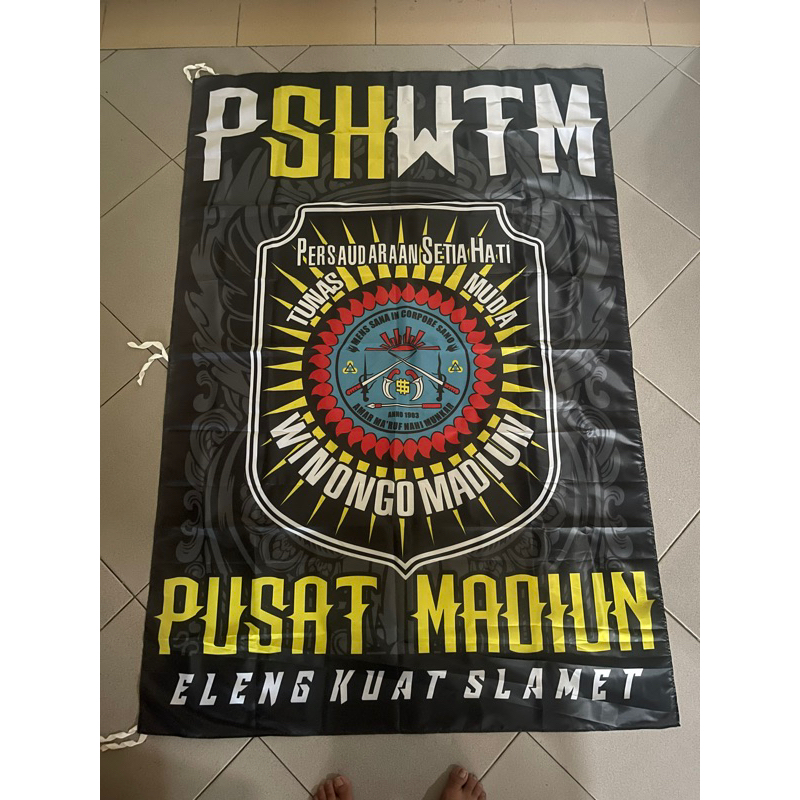 PSHWTM
PERSAUDARAAN SETIA HATI
TUNAS MUDA
MENS SANA IN CORPORE SANO
ANNO 1903
AMAR MA'RUF NAHI MUNKAR
WINONGO MADIUN
PUSAT MADIUN
ELENG KUAT SLAMET